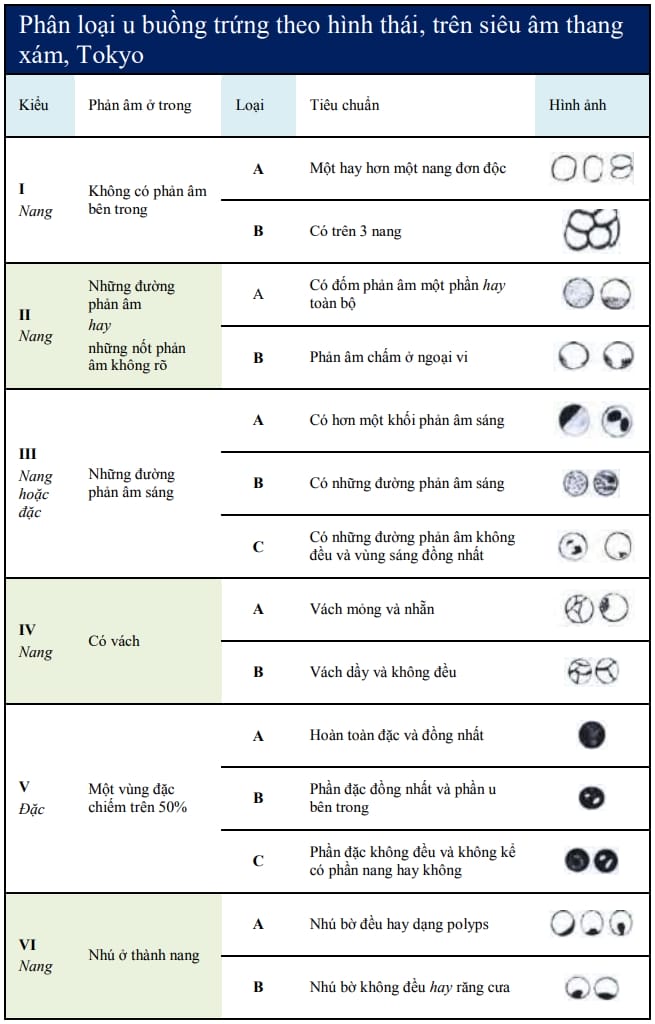 Phân loại u buồng trứng theo hình thái, trên siêu âm thang
xám, Tokyo
Kiểu
Phản âm ở trong
Loại
Tiêu chuẩn
Hình ảnh
I
Nang
Không có phản âm
bên trong
A
Một hay hơn một nang đơn độc
B
Có trên 3 nang
II
Nang
Những đường
phản âm
hay
những nốt phản
âm không rõ
A
Có đốm phản âm một phần hay
toàn bộ
B
Phản âm chấm ở ngoại vi
III
Nang
hoặc
đặc
Những đường
phản âm sáng
A
Có hơn một khối phản âm sáng
B
Có những đường phản âm sáng
C
Có những đường phản âm không
đều và vùng sáng đồng nhất
IV
Nang
Có vách
A
Vách mỏng và nhẵn
B
Vách dầy và không đều
V
Đặc
Một vùng đặc
chiếm trên 50%
A
Hoàn toàn đặc và đồng nhất
B
Phần đặc đồng nhất và phần u
bên trong
C
Phần đặc không đều và không kể
có phần nang hay không
VI
Nang
Nhú ở thành nang
A
Nhú bờ đều hay dạng polyps
B
Nhú bờ không đều hay răng cưa